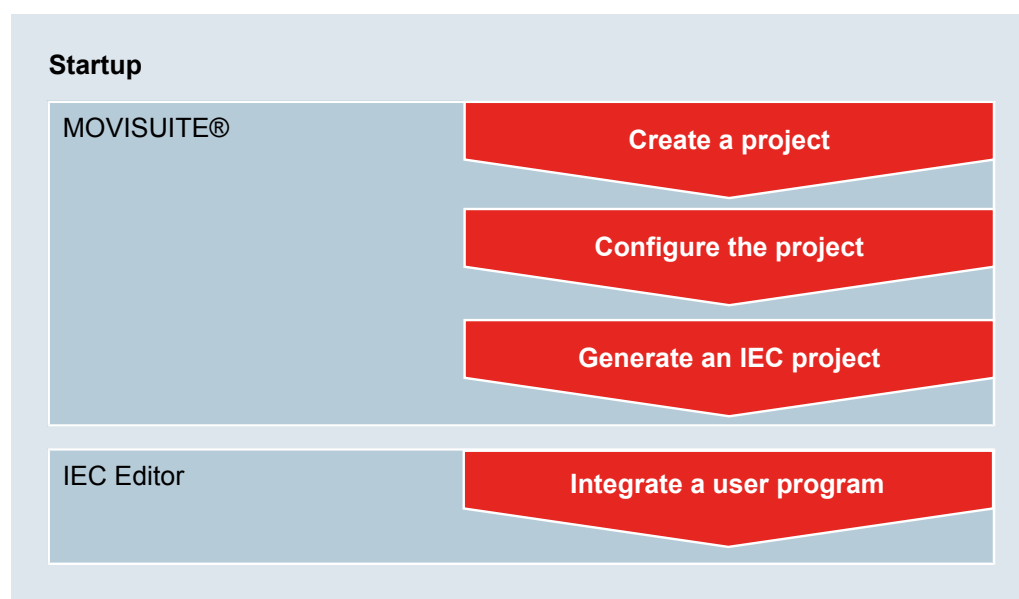 Startup
MOVISUITE®
Create a project
Configure the project
Generate an IEC project
IEC Editor
Integrate a user program